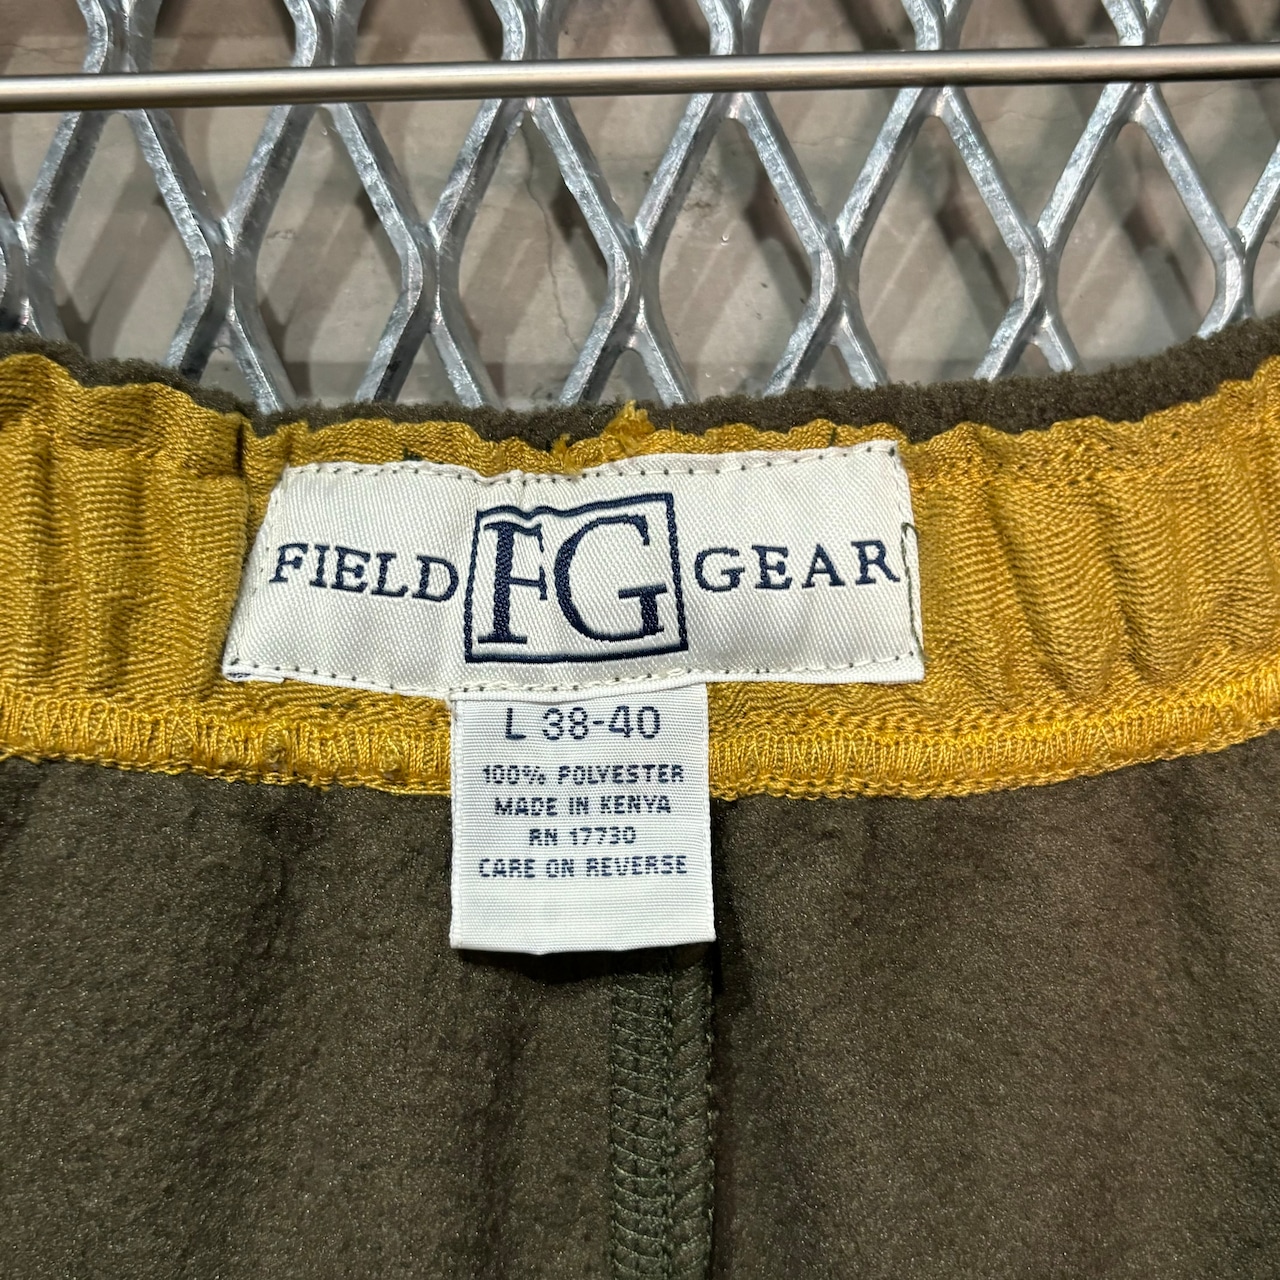 FIELD FG GEAR
L 38-40
100% POLYESTER
MADE IN KENYA
RN 17730
CARE ON REVERSE